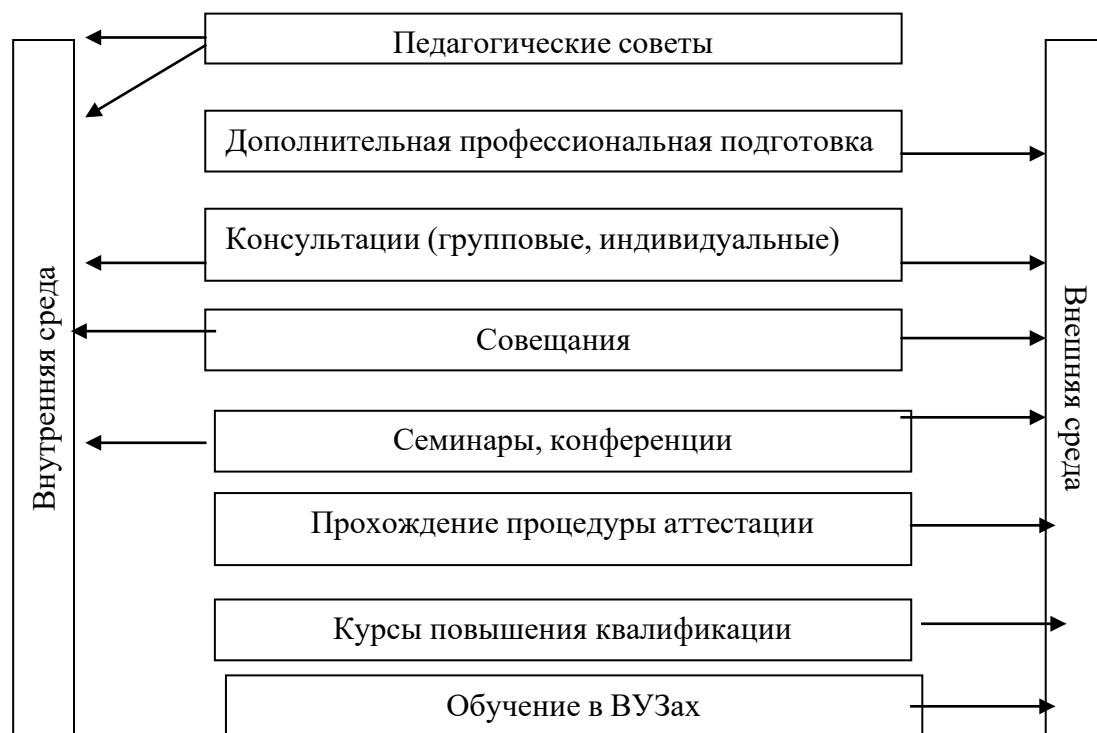 Педагогические советы
Дополнительная профессиональная подготовка
Консультации (групповые, индивидуальные)
Совещания
Семинары, конференции
Прохождение процедуры аттестации
Курсы повышения квалификации
Обучение в ВУЗах
Внутренняя среда
Внешняя среда